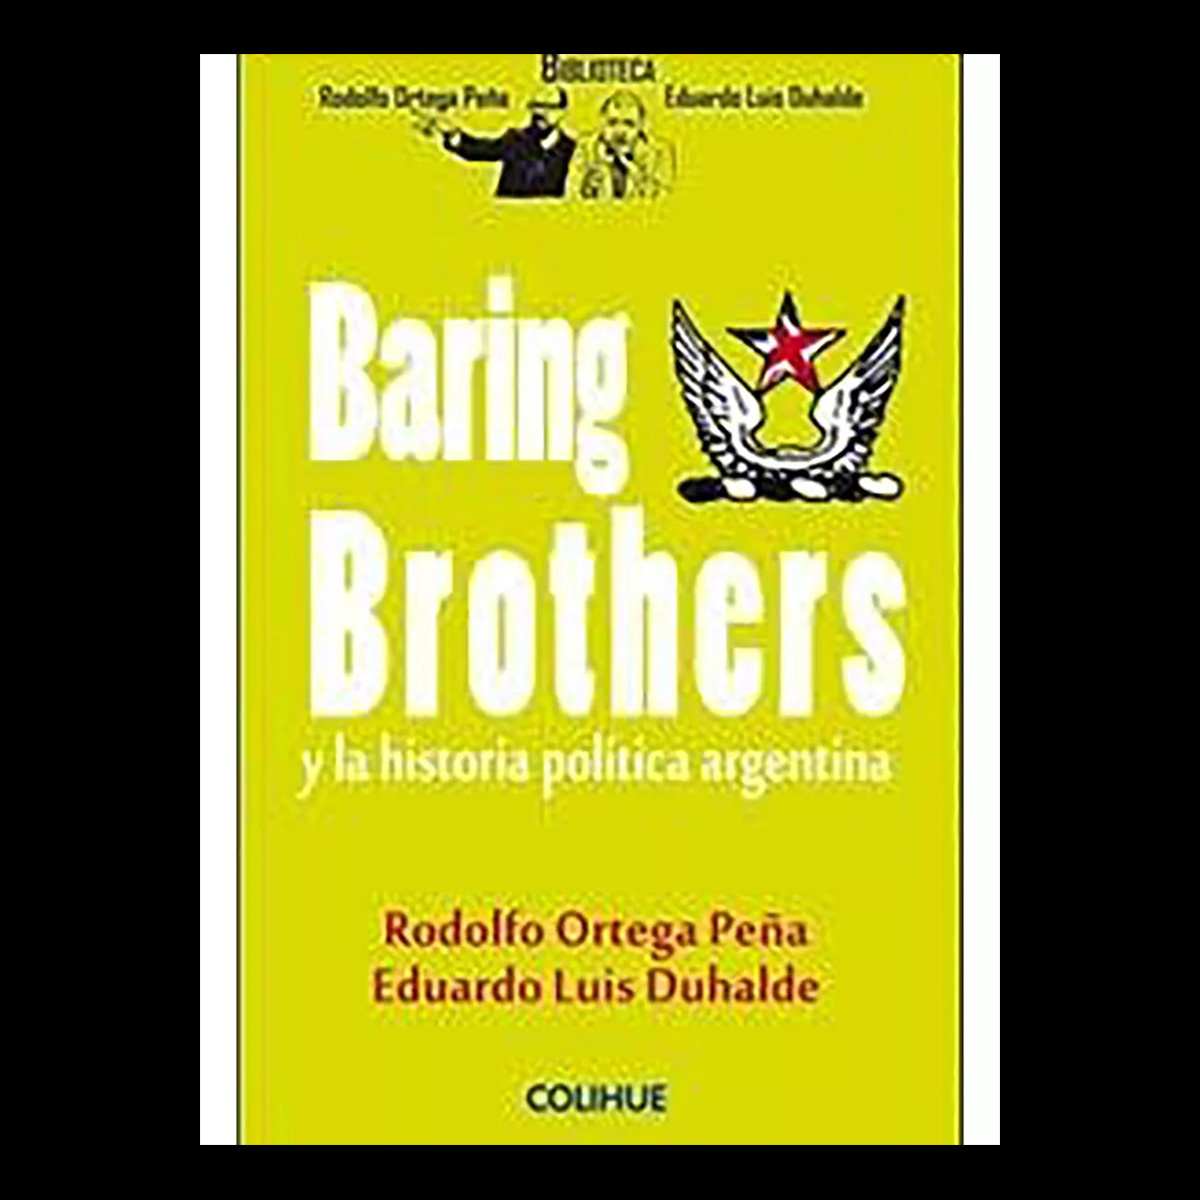 BIBLIOTECA
Rodolfo Ortega Peña Eduardo Luis Duhalde
Baring
Brothers
y la historia política argentina
Rodolfo Ortega Peña
Eduardo Luis Duhalde
COLIHUE